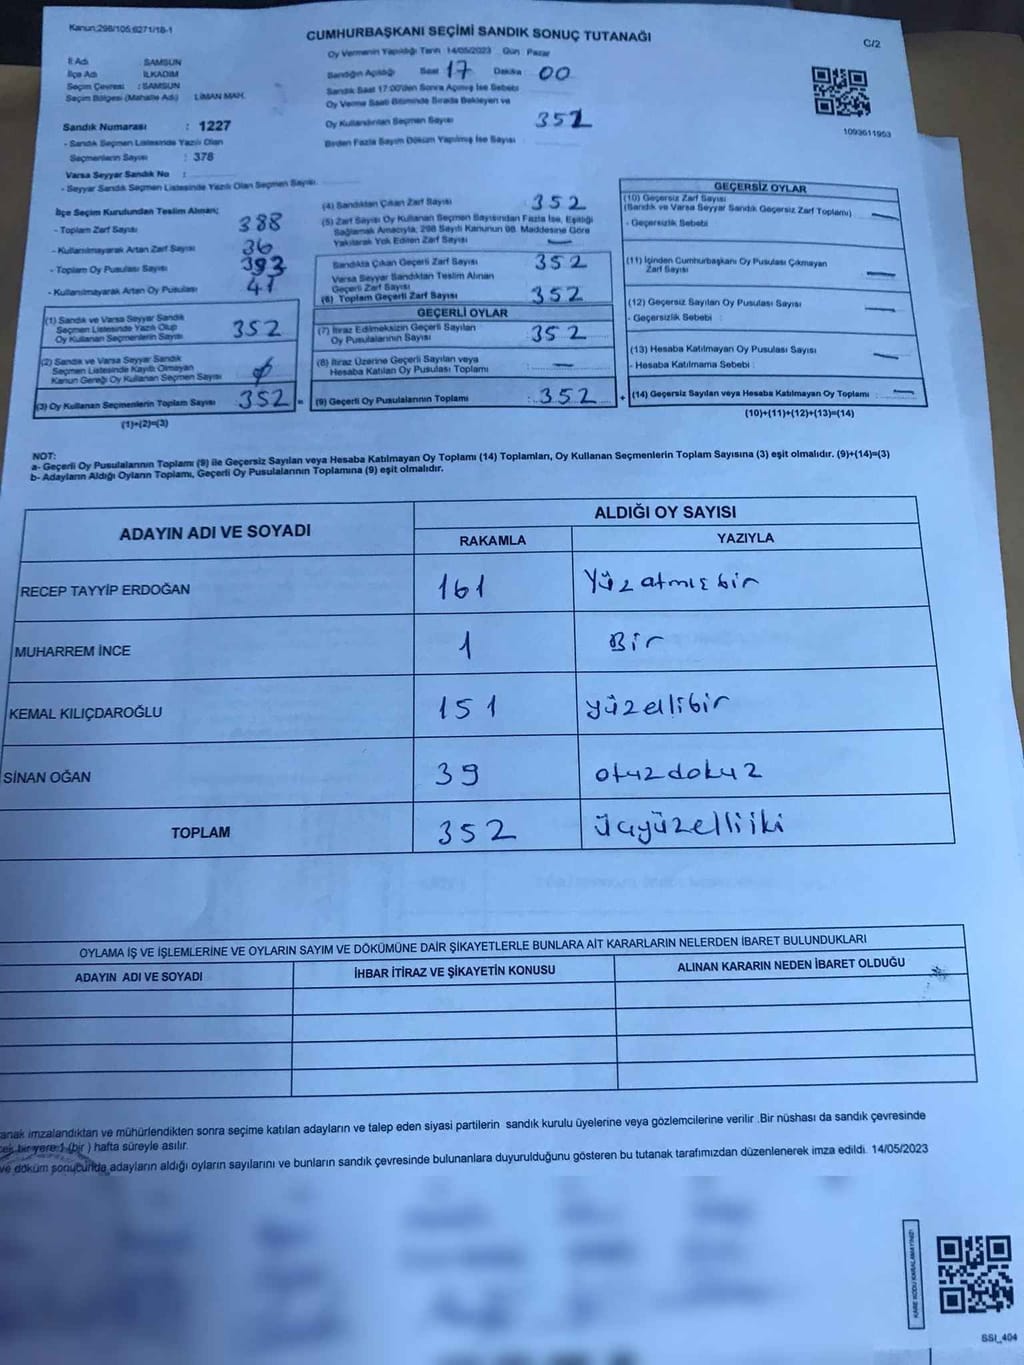 Kanun:298/105,6271/18-1
CUMHURBAŞKANI SEÇİMİ SANDIK SONUÇ TUTANAĞI
C/2
Oy Vermenin Yapıldığı Tarih 14/05/2023 Gün Pazar
İl Adı SAMSUN
İlçe Adı İLKADIM
Seçim Çevresi : SAMSUN
Seçim Bölgesi (Mahalle Adı) LİMAN MAH.
Sandığın Açıldığı Saat 17 Dakika 00
Sandık Saat 17:00'den Sonra Açılmış İse Sebebi
Oy Verme Saati Bitiminde Sırada Bekleyen ve
Oy Kullandırılan Seçmen Sayısı 352
Birden Fazla Sayım Döküm Yapılmış İse Sayısı
1093611953
Sandık Numarası : 1227
- Sandık Seçmen Listesinde Yazılı Olan
Seçmenlerin Sayısı : 378
Varsa Seyyar Sandık No :
- Seyyar Sandık Seçmen Listesinde Yazılı Olan Seçmen Sayısı
İlçe Seçim Kurulundan Teslim Alınan;
- Toplam Zarf Sayısı 388
- Kullanılmayarak Artan Zarf Sayısı 36
- Toplam Oy Pusulası Sayısı 393
- Kullanılmayarak Artan Oy Pusulası 41
(1) Sandık ve Varsa Seyyar Sandık
Seçmen Listesinde Yazılı Olup
Oy Kullanan Seçmenlerin Sayısı 352
(2) Sandık ve Varsa Seyyar Sandık
Seçmen Listesinde Kayıtlı Olmayan
Kanun Gereği Oy Kullanan Seçmen Sayısı
(3) Oy Kullanan Seçmenlerin Toplam Sayısı 352 =
(1)+(2)=(3)
(4) Sandıktan Çıkan Zarf Sayısı 352
(5) Zarf Sayısı Oy Kullanan Seçmen Sayısından Fazla İse, Eşitliği
Sağlamak Amacıyla, 298 Sayılı Kanunun 98. Maddesine Göre
Yakılarak Yok Edilen Zarf Sayısı —
Sandıkta Çıkan Geçerli Zarf Sayısı 352
Varsa Seyyar Sandıktan Teslim Alınan
Geçerli Zarf Sayısı
(6) Toplam Geçerli Zarf Sayısı 352
GEÇERLİ OYLAR
(7) İtiraz Edilmeksizin Geçerli Sayılan
Oy Pusulalarının Sayısı 352
(8) İtiraz Üzerine Geçerli Sayılan veya
Hesaba Katılan Oy Pusulası Toplamı —
(9) Geçerli Oy Pusulalarının Toplamı : 352 +
GEÇERSİZ OYLAR
(10) Geçersiz Zarf Sayısı
(Sandık ve Varsa Seyyar Sandık Geçersiz Zarf Toplamı) —
- Geçersizlik Sebebi
(11) İçinden Cumhurbaşkanı Oy Pusulası Çıkmayan
Zarf Sayısı —
(12) Geçersiz Sayılan Oy Pusulası Sayısı —
- Geçersizlik Sebebi :
(13) Hesaba Katılmayan Oy Pusulası Sayısı —
- Hesaba Katılmama Sebebi :
(14) Geçersiz Sayılan veya Hesaba Katılmayan Oy Toplamı : —
(10)+(11)+(12)+(13)=(14)
NOT:
a- Geçerli Oy Pusulalarının Toplamı (9) ile Geçersiz Sayılan veya Hesaba Katılmayan Oy Toplamı (14) Toplamları, Oy Kullanan Seçmenlerin Toplam Sayısına (3) eşit olmalıdır. (9)+(14)=(3)
b- Adayların Aldığı Oyların Toplamı, Geçerli Oy Pusulalarının Toplamına (9) eşit olmalıdır.
ADAYIN ADI VE SOYADI
ALDIĞI OY SAYISI
RAKAMLA YAZIYLA
RECEP TAYYİP ERDOĞAN 161 Yüzatmışbir
MUHARREM İNCE 1 Bir
KEMAL KILIÇDAROĞLU 151 yüzellibir
SİNAN OĞAN 39 otuzdokuz
TOPLAM 352 üçyüzelliiki
OYLAMA İŞ VE İŞLEMLERİNE VE OYLARIN SAYIM VE DÖKÜMÜNE DAİR ŞİKAYETLERLE BUNLARA AİT KARARLARIN NELERDEN İBARET BULUNDUKLARI
ADAYIN ADI VE SOYADI İHBAR İTİRAZ VE ŞİKAYETİN KONUSU ALINAN KARARIN NEDEN İBARET OLDUĞU
anak imzalandıktan ve mühürlendikten sonra seçime katılan adayların ve talep eden siyasi partilerin sandık kurulu üyelerine veya gözlemcilerine verilir .Bir nüshası da sandık çevresinde
cek bir yere 1 (bir ) hafta süreyle asılır.
ve döküm sonucunda adayların aldığı oyların sayılarını ve bunların sandık çevresinde bulunanlara duyurulduğunu gösteren bu tutanak tarafımızdan düzenlenerek imza edildi. 14/05/2023
KARE KODU KARALAMAYINIZ!
SSI_404